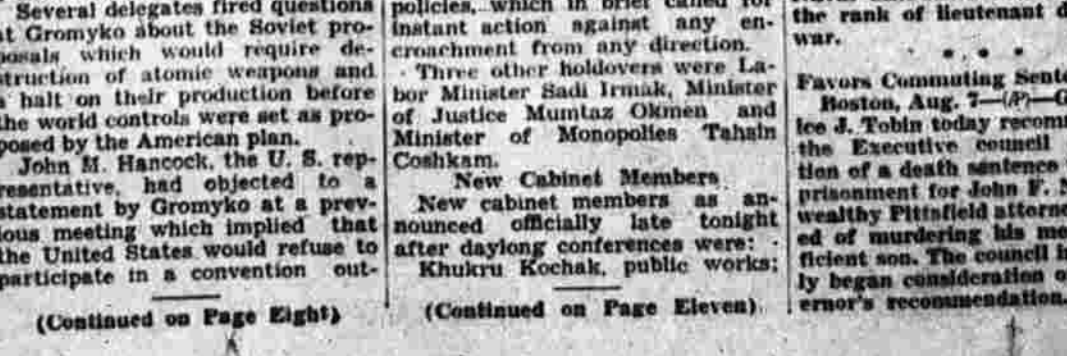 Several delegates fired questions
at Gromyko about the Soviet pro-
posals which would require de-
struction of atomic weapons and
a halt on their production before
the world controls were set as pro-
posed by the American plan.
John M. Hancock, the U. S. rep-
resentative, had objected to a
statement by Gromyko at a prev-
ious meeting which implied that
the United States would refuse to
participate in a convention out-
(Continued on Page Eight)
policies, which in brief called for
instant action against any en-
croachment from any direction.
Three other holdovers were La-
bor Minister Sadi Irmak, Minister
of Justice Mumtaz Okmen and
Minister of Monopolies Tahsin
Coshkam.
New Cabinet Members
New cabinet members as an-
nounced officially late tonight
after daylong conferences were:
Khukru Kochak, public works;
(Continued on Page Eleven)
the rank of lieutenant
war.
* * * *
Favors Commuting Sent
Boston, Aug. 7—(AP)—G
ice J. Tobin today recom
the Executive council
tion of a death sentence
prisonment for John F.
wealthy Pittsfield attorne
ed of murdering his me
ficient son. The council
ly began consideration o
ernor's recommendation.